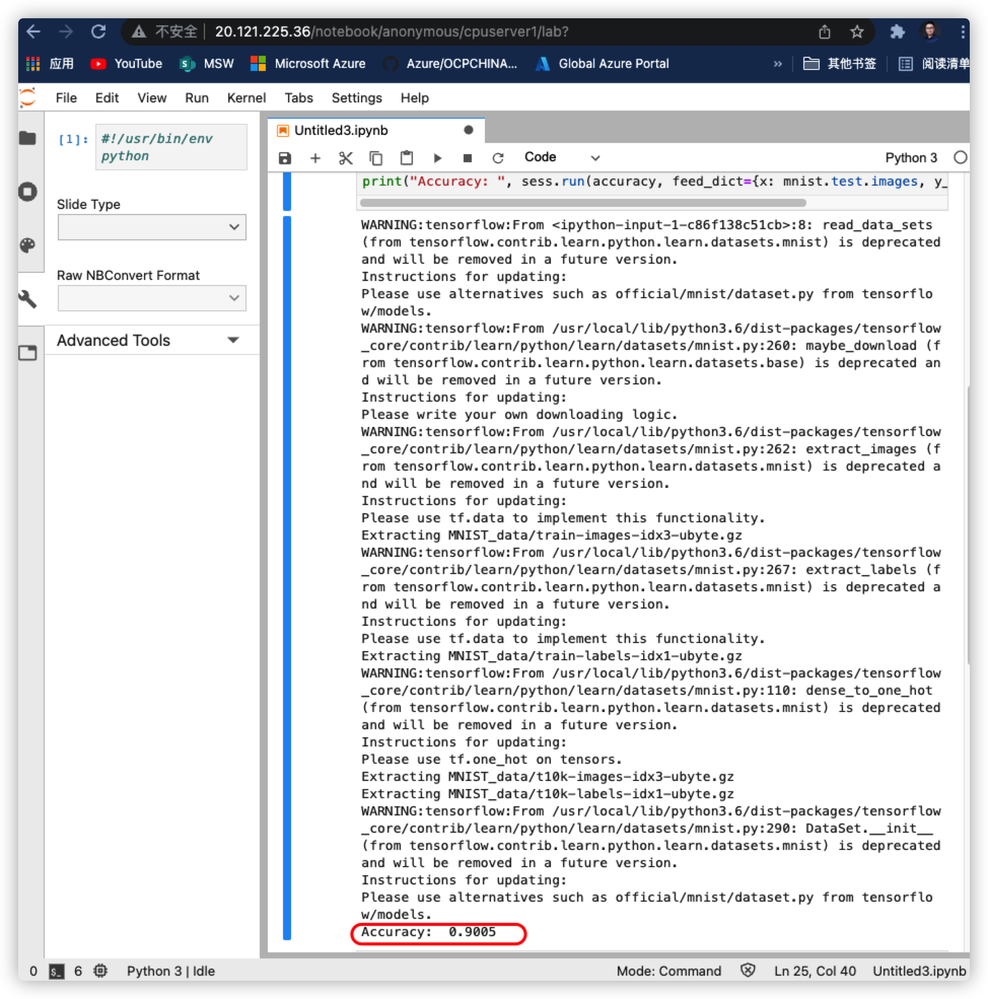 不安全 20.121.225.36/notebook/anonymous/cpuserver1/lab?
应用 YouTube MSW Microsoft Azure Azure/OCPCHINA... Global Azure Portal » 其他书签 阅读清单
File Edit View Run Kernel Tabs Settings Help
[1]: #!/usr/bin/env
python
Slide Type
Raw NBConvert Format
Advanced Tools
Untitled3.ipynb
Code Python 3
print("Accuracy: ", sess.run(accuracy, feed_dict={x: mnist.test.images, y_
WARNING:tensorflow:From <ipython-input-1-c86f138c51cb>:8: read_data_sets
(from tensorflow.contrib.learn.python.learn.datasets.mnist) is deprecated
and will be removed in a future version.
Instructions for updating:
Please use alternatives such as official/mnist/dataset.py from tensorflo
w/models.
WARNING:tensorflow:From /usr/local/lib/python3.6/dist-packages/tensorflow
_core/contrib/learn/python/learn/datasets/mnist.py:260: maybe_download (f
rom tensorflow.contrib.learn.python.learn.datasets.base) is deprecated an
d will be removed in a future version.
Instructions for updating:
Please write your own downloading logic.
WARNING:tensorflow:From /usr/local/lib/python3.6/dist-packages/tensorflow
_core/contrib/learn/python/learn/datasets/mnist.py:262: extract_images (f
rom tensorflow.contrib.learn.python.learn.datasets.mnist) is deprecated a
nd will be removed in a future version.
Instructions for updating:
Please use tf.data to implement this functionality.
Extracting MNIST_data/train-images-idx3-ubyte.gz
WARNING:tensorflow:From /usr/local/lib/python3.6/dist-packages/tensorflow
_core/contrib/learn/python/learn/datasets/mnist.py:267: extract_labels (f
rom tensorflow.contrib.learn.python.learn.datasets.mnist) is deprecated a
nd will be removed in a future version.
Instructions for updating:
Please use tf.data to implement this functionality.
Extracting MNIST_data/train-labels-idx1-ubyte.gz
WARNING:tensorflow:From /usr/local/lib/python3.6/dist-packages/tensorflow
_core/contrib/learn/python/learn/datasets/mnist.py:110: dense_to_one_hot
(from tensorflow.contrib.learn.python.learn.datasets.mnist) is deprecated
and will be removed in a future version.
Instructions for updating:
Please use tf.one_hot on tensors.
Extracting MNIST_data/t10k-images-idx3-ubyte.gz
Extracting MNIST_data/t10k-labels-idx1-ubyte.gz
WARNING:tensorflow:From /usr/local/lib/python3.6/dist-packages/tensorflow
_core/contrib/learn/python/learn/datasets/mnist.py:290: DataSet.__init__
(from tensorflow.contrib.learn.python.learn.datasets.mnist) is deprecated
and will be removed in a future version.
Instructions for updating:
Please use alternatives such as official/mnist/dataset.py from tensorflo
w/models.
Accuracy:  0.9005
0 $_ 6 Python 3 | Idle Mode: Command Ln 25, Col 40 Untitled3.ipynb